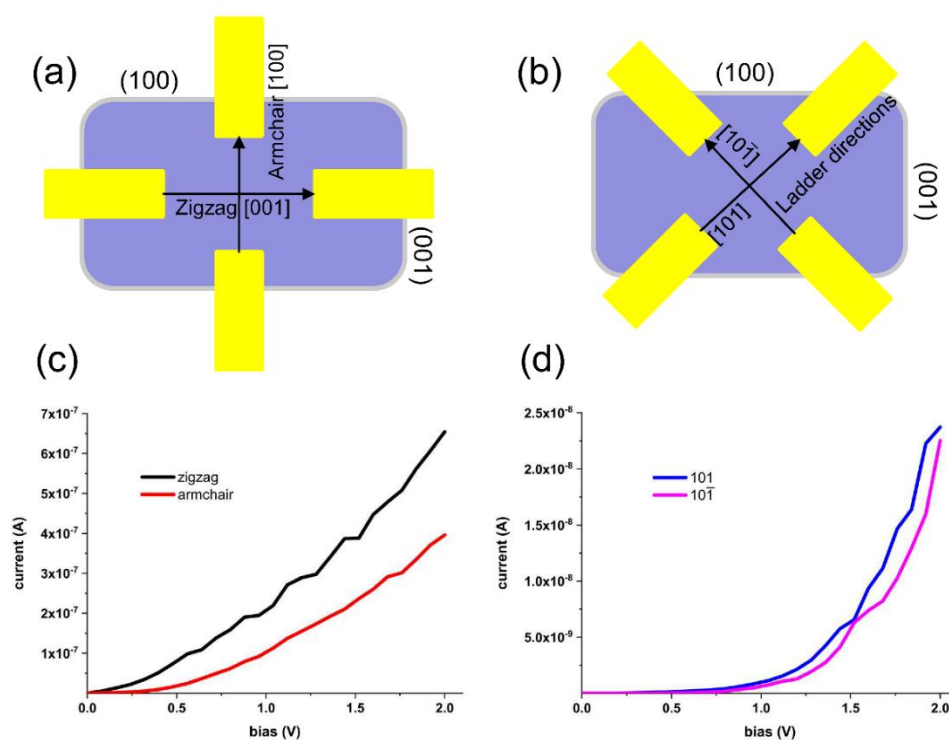 (a)
(100)
Armchair [100]
Zigzag [001]
(001)
(b)
(100)
[101̄]
[101]
Ladder directions
(001)
(c)
7x10⁻⁷
6x10⁻⁷
5x10⁻⁷
4x10⁻⁷
3x10⁻⁷
2x10⁻⁷
1x10⁻⁷
current (A)
zigzag
armchair
0.0 0.5 1.0 1.5 2.0
bias (V)
(d)
2.5x10⁻⁸
2.0x10⁻⁸
1.5x10⁻⁸
1.0x10⁻⁸
5.0x10⁻⁹
current (A)
101
101̄
0.0 0.5 1.0 1.5 2.0
bias (V)